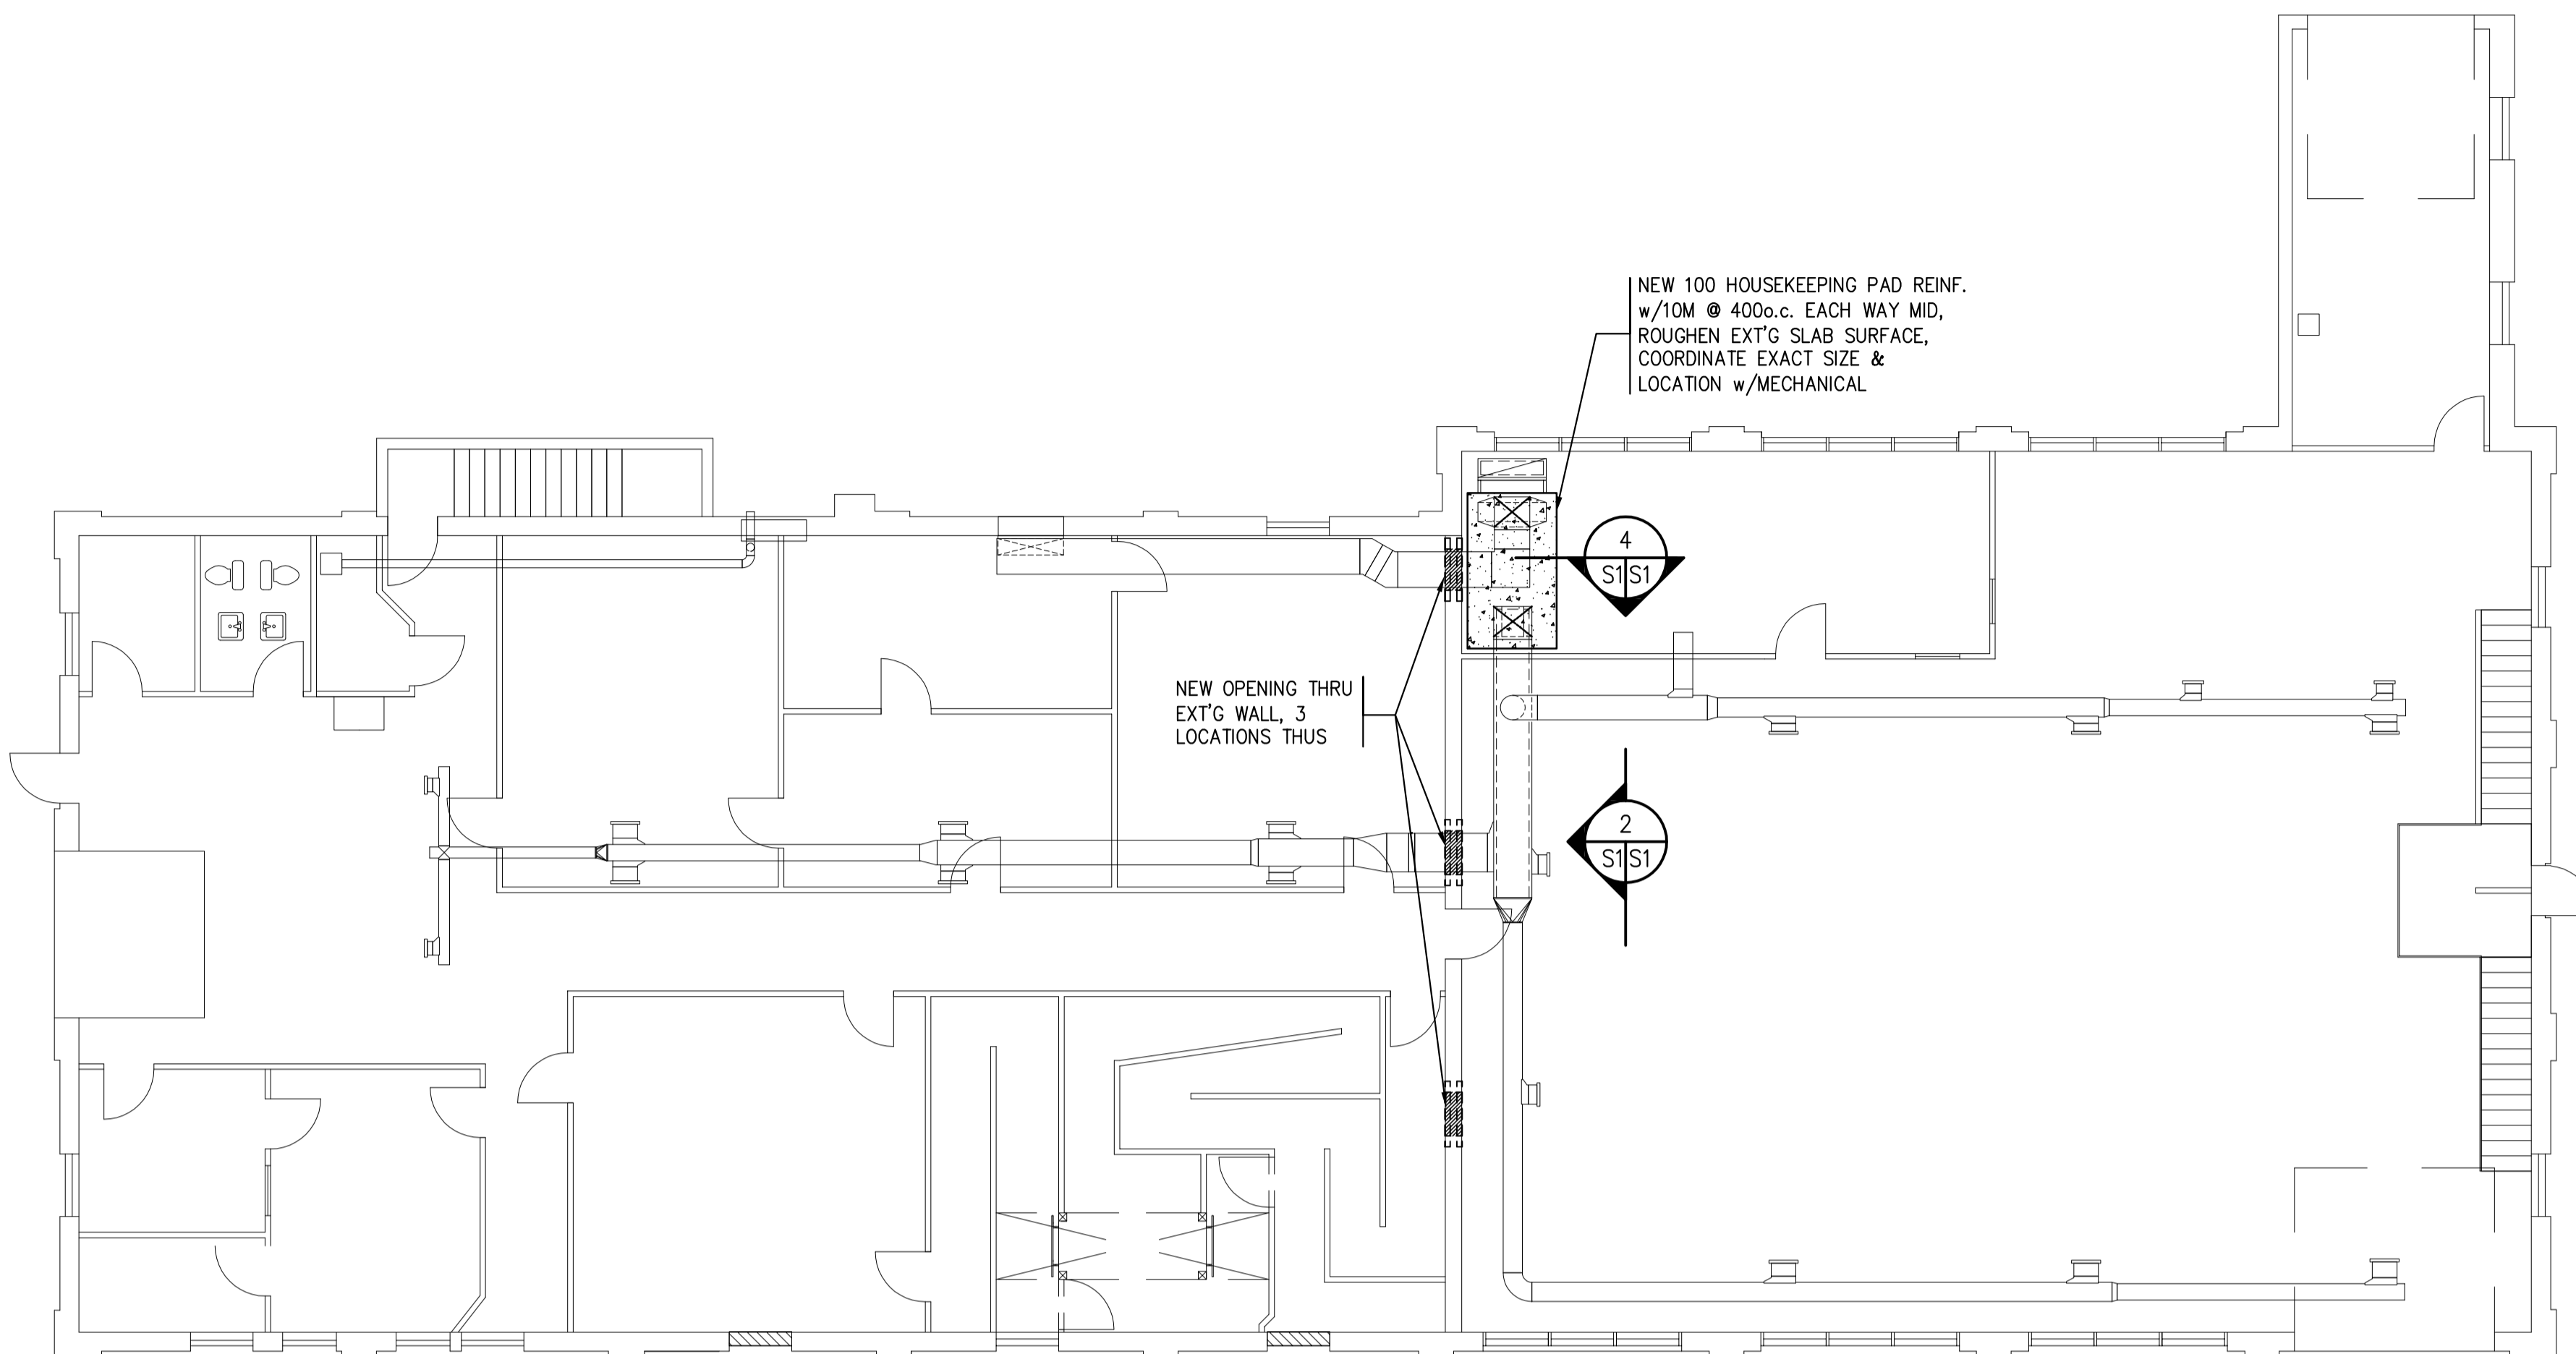 NEW 100 HOUSEKEEPING PAD REINF.
w/10M @ 400o.c. EACH WAY MID,
ROUGHEN EXT'G SLAB SURFACE,
COORDINATE EXACT SIZE &
LOCATION w/MECHANICAL
4
S1 S1
NEW OPENING THRU
EXT'G WALL, 3
LOCATIONS THUS
2
S1 S1